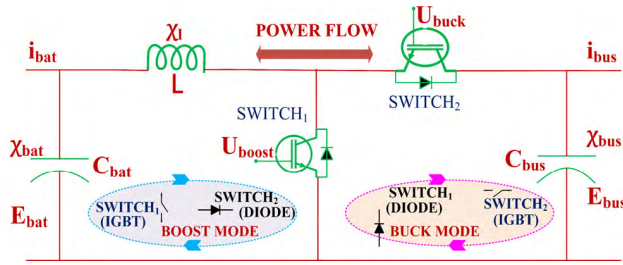 χl
POWER FLOW
Ubuck
ibat
ibus
L
SWITCH1
SWITCH2
χbat
Uboost
χbus
Cbat
Cbus
SWITCH1
(IGBT)
SWITCH2
(DIODE)
SWITCH1
(DIODE)
SWITCH2
(IGBT)
Ebat
Ebus
BOOST MODE
BUCK MODE